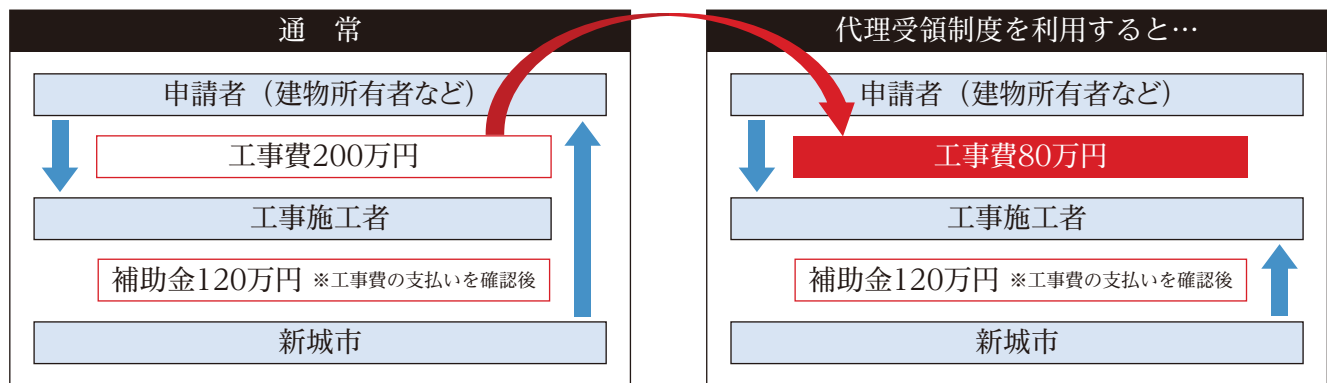 通　常
申請者（建物所有者など）
工事費200万円
工事施工者
補助金120万円 ※工事費の支払いを確認後
新城市
代理受領制度を利用すると…
申請者（建物所有者など）
工事費80万円
工事施工者
補助金120万円 ※工事費の支払いを確認後
新城市